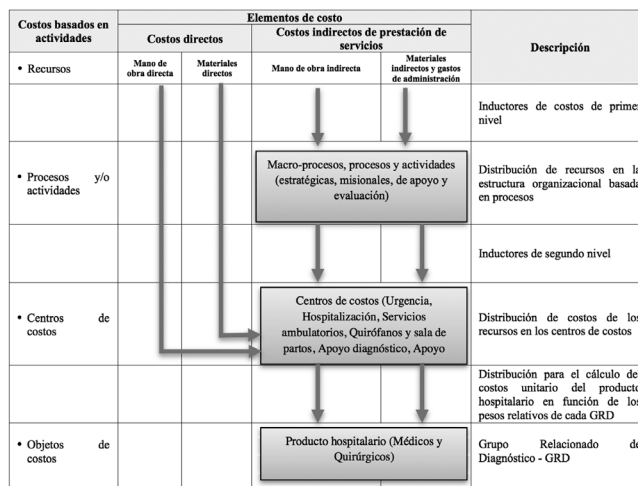 Costos basados en
actividades
Elementos de costo
Descripción
Costos directos
Costos indirectos de prestación de
servicios
• Recursos
Mano de
obra directa
Materiales
directos
Mano de obra indirecta
Materiales
indirectos y gastos
de administración
Inductores de costos de primer
nivel
• Procesos y/o
actividades
Macro-procesos, procesos y actividades
(estratégicas, misionales, de apoyo y
evaluación)
Distribución de recursos en la
estructura organizacional basada
en procesos
Inductores de segundo nivel
• Centros de
costos
Centros de costos (Urgencia,
Hospitalización, Servicios
ambulatorios, Quirófanos y sala de
partos, Apoyo diagnóstico, Apoyo
Distribución de costos de los
recursos en los centros de costos
Distribución para el cálculo de
costos unitario del producto
hospitalario en función de los
pesos relativos de cada GRD
• Objetos de
costos
Producto hospitalario (Médicos y
Quirúrgicos)
Grupo Relacionado de
Diagnóstico - GRD